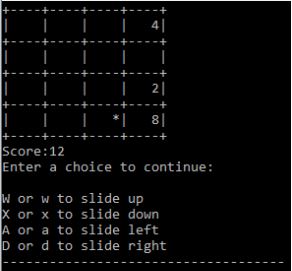 +----+----+----+----+
|    |    |    |   4|
+----+----+----+----+
|    |    |    |    |
+----+----+----+----+
|    |    |    |   2|
+----+----+----+----+
|    |    |   *|   8|
+----+----+----+----+
Score:12
Enter a choice to continue:
W or w to slide up
X or x to slide down
A or a to slide left
D or d to slide right
-----------------------------------